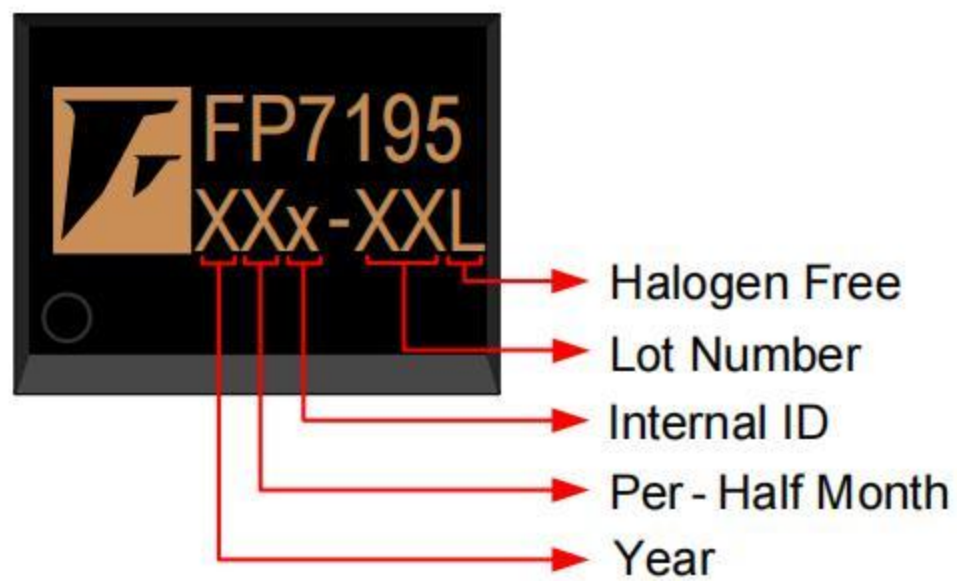 FP7195
XXx-XXL
Halogen Free
Lot Number
Internal ID
Per-Half Month
Year